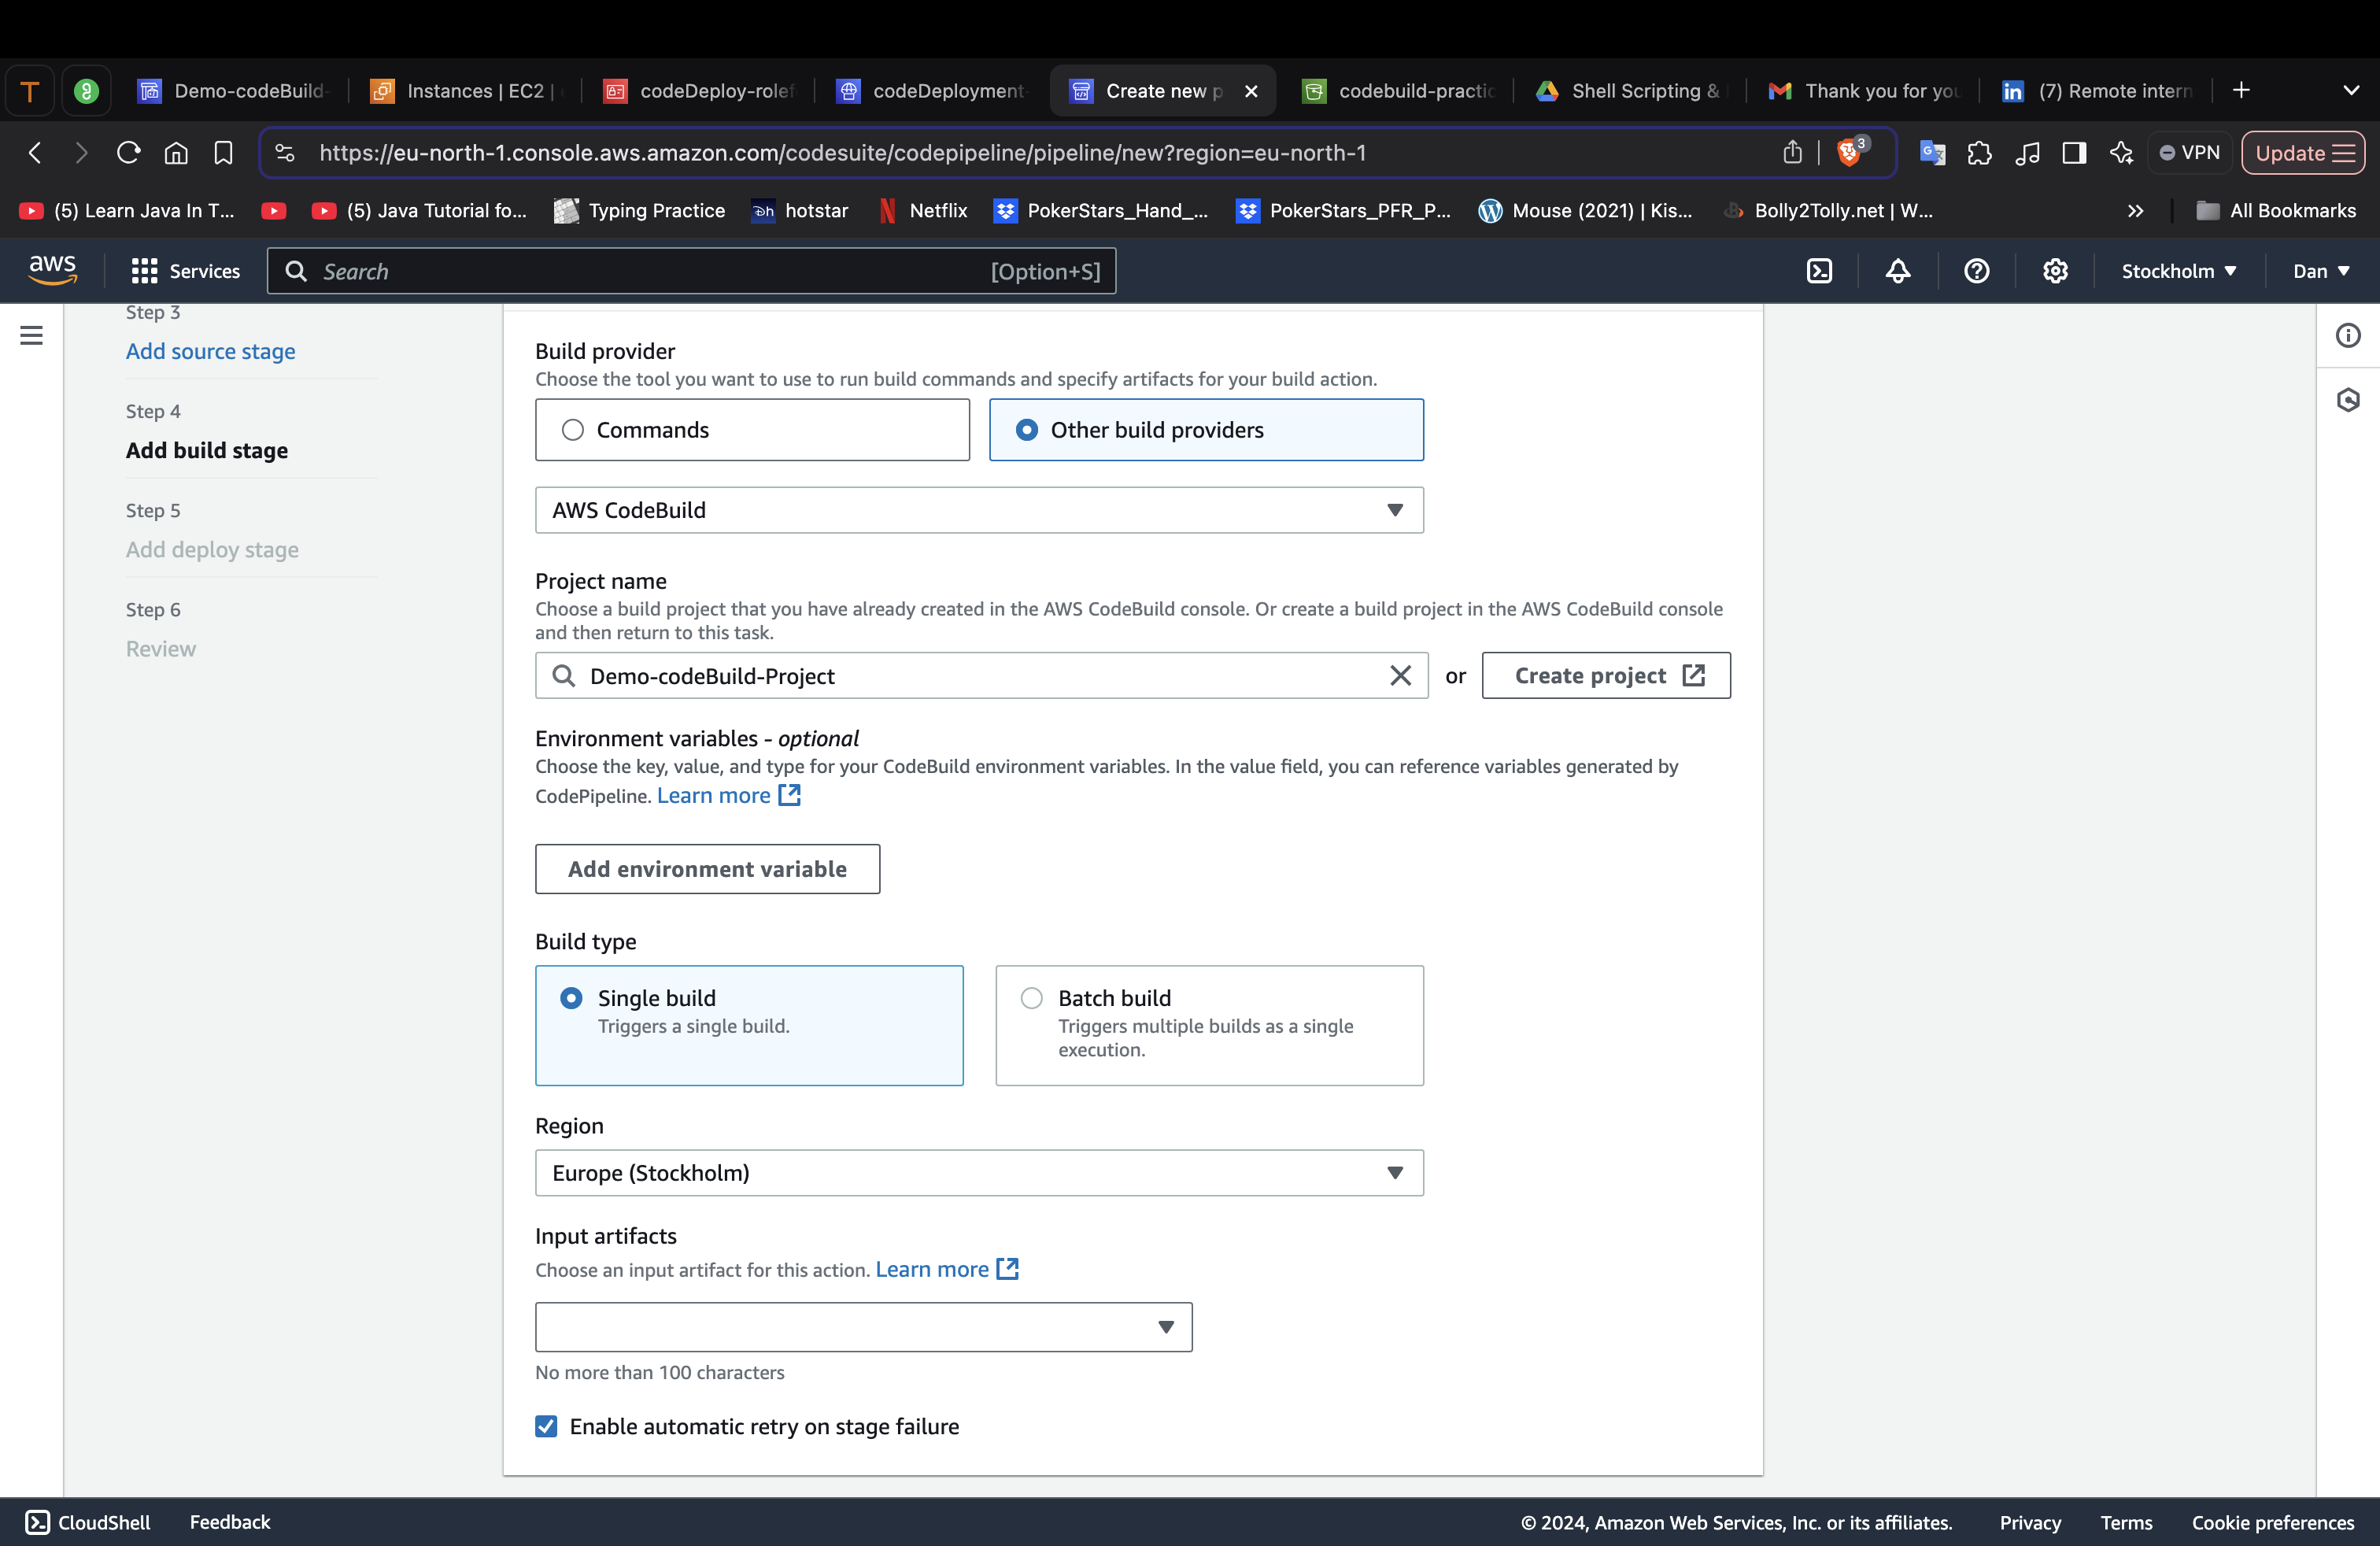 T
Demo-codeBuild-
Instances | EC2 |
codeDeploy-rolef
codeDeployment-
Create new p
codebuild-practic
Shell Scripting &
Thank you for you
(7) Remote intern
https://eu-north-1.console.aws.amazon.com/codesuite/codepipeline/pipeline/new?region=eu-north-1
3
VPN
Update
(5) Learn Java In T...
(5) Java Tutorial fo...
Typing Practice
hotstar
Netflix
PokerStars_Hand_...
PokerStars_PFR_P...
Mouse (2021) | Kis...
Bolly2Tolly.net | W...
All Bookmarks
aws
Services
Search
[Option+S]
Stockholm
Dan
Step 3
Add source stage
Step 4
Add build stage
Step 5
Add deploy stage
Step 6
Review
Build provider
Choose the tool you want to use to run build commands and specify artifacts for your build action.
Commands
Other build providers
AWS CodeBuild
Project name
Choose a build project that you have already created in the AWS CodeBuild console. Or create a build project in the AWS CodeBuild console
and then return to this task.
Demo-codeBuild-Project
or
Create project
Environment variables - optional
Choose the key, value, and type for your CodeBuild environment variables. In the value field, you can reference variables generated by
CodePipeline. Learn more
Add environment variable
Build type
Single build
Triggers a single build.
Batch build
Triggers multiple builds as a single
execution.
Region
Europe (Stockholm)
Input artifacts
Choose an input artifact for this action. Learn more
No more than 100 characters
Enable automatic retry on stage failure
CloudShell
Feedback
© 2024, Amazon Web Services, Inc. or its affiliates.
Privacy
Terms
Cookie preferences